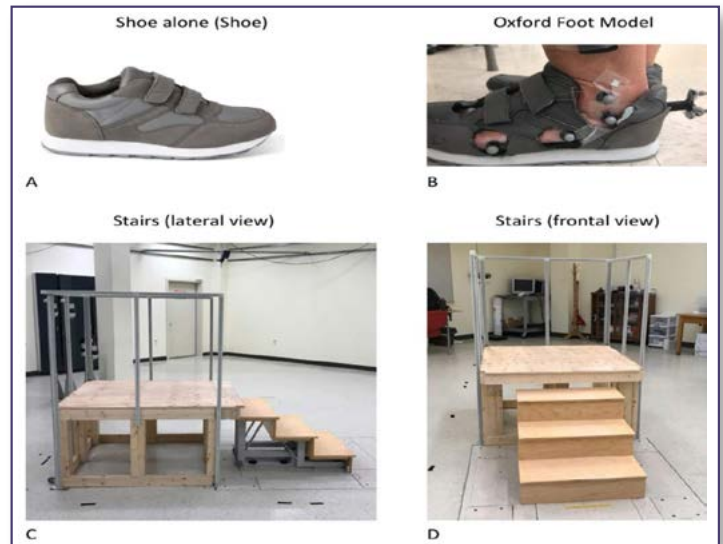 Shoe alone (Shoe)
Oxford Foot Model
A
B
Stairs (lateral view)
Stairs (frontal view)
C
D